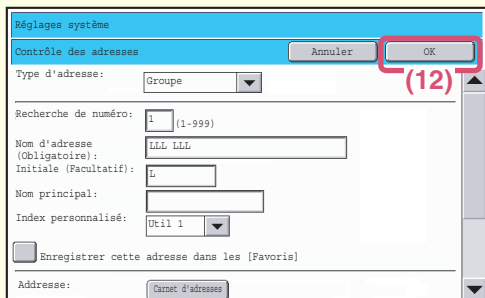 Réglages système
Contrôle des adresses Annuler OK
(12)
Type d'adresse: Groupe
Recherche de numéro: 1 (1-999)
Nom d'adresse (Obligatoire): LLL LLL
Initiale (Facultatif): L
Nom principal:
Index personnalisé: Util 1
Enregistrer cette adresse dans les [Favoris]
Addresse: Carnet d'adresses